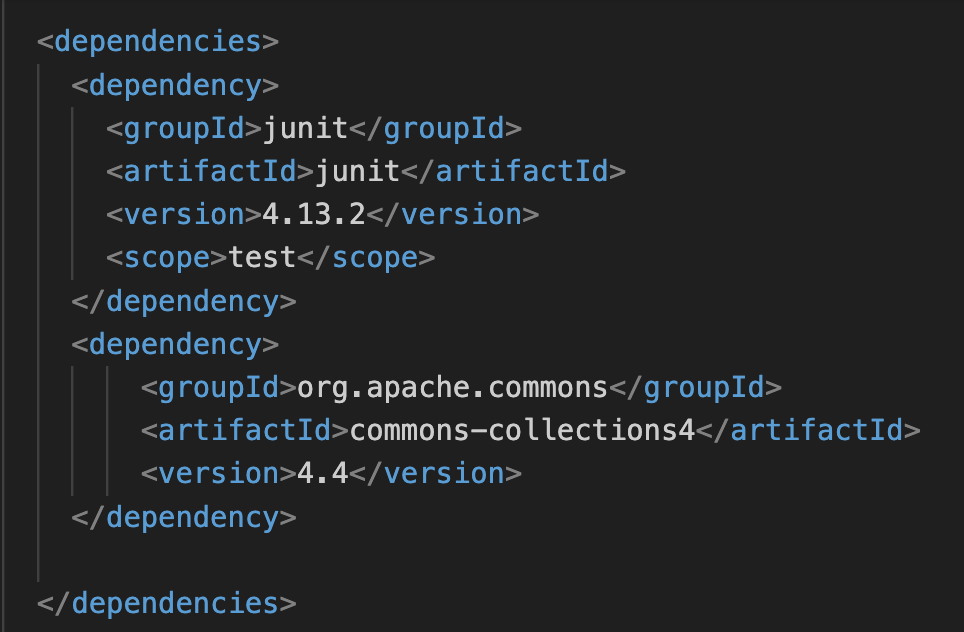 <dependencies>
<dependency>
<groupId>junit</groupId>
<artifactId>junit</artifactId>
<version>4.13.2</version>
<scope>test</scope>
</dependency>
<dependency>
<groupId>org.apache.commons</groupId>
<artifactId>commons-collections4</artifactId>
<version>4.4</version>
</dependency>
</dependencies>